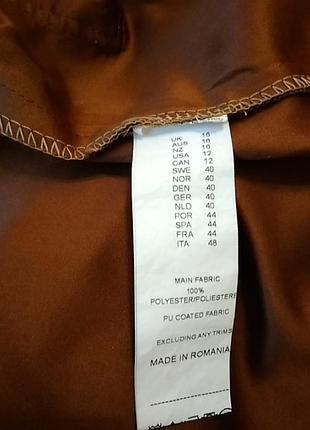 UK 16
AUS 16
NZ 16
USA 12
CAN 12
SWE 40
NOR 40
DEN 40
GER 40
NLD 40
POR 44
SPA 44
FRA 44
ITA 48
MAIN FABRIC
100%
POLYESTER/POLIESTERE
PU COATED FABRIC
EXCLUDING ANY TRIMS
MADE IN ROMANIA